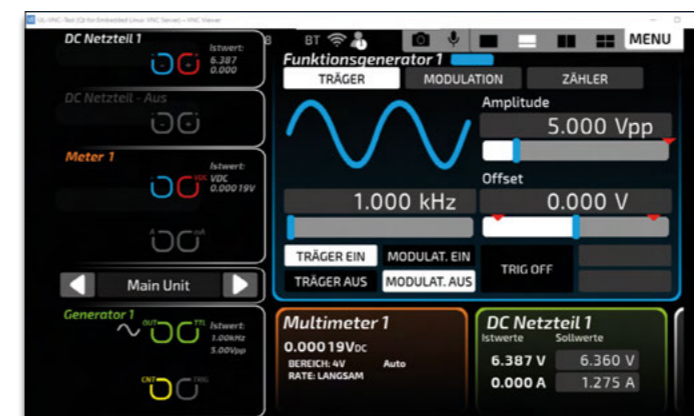 UL-VNC-Test (Qt for Embedded Linux VNC Server) – VNC Viewer
DC Netzteil 1
Istwert:
6.387
0.000
DC Netzteil - Aus
Meter 1
Istwert:
VDC
VDC
0.00019V
A
mA
Main Unit
Generator 1
OUT
TTL
Istwert:
1.00kHz
5.00Vpp
CNT
TRIG
BT
MENU
Funktionsgenerator 1
TRÄGER
MODULATION
ZÄHLER
Amplitude
5.000 Vpp
Offset
1.000 kHz
0.000 V
TRÄGER EIN
MODULAT. EIN
TRIG OFF
TRÄGER AUS
MODULAT. AUS
Multimeter 1
0.00019VDC
BEREICH: 4V
Auto
RATE: LANGSAM
DC Netzteil 1
Istwerte
Sollwerte
6.387 V
6.360 V
0.000 A
1.275 A